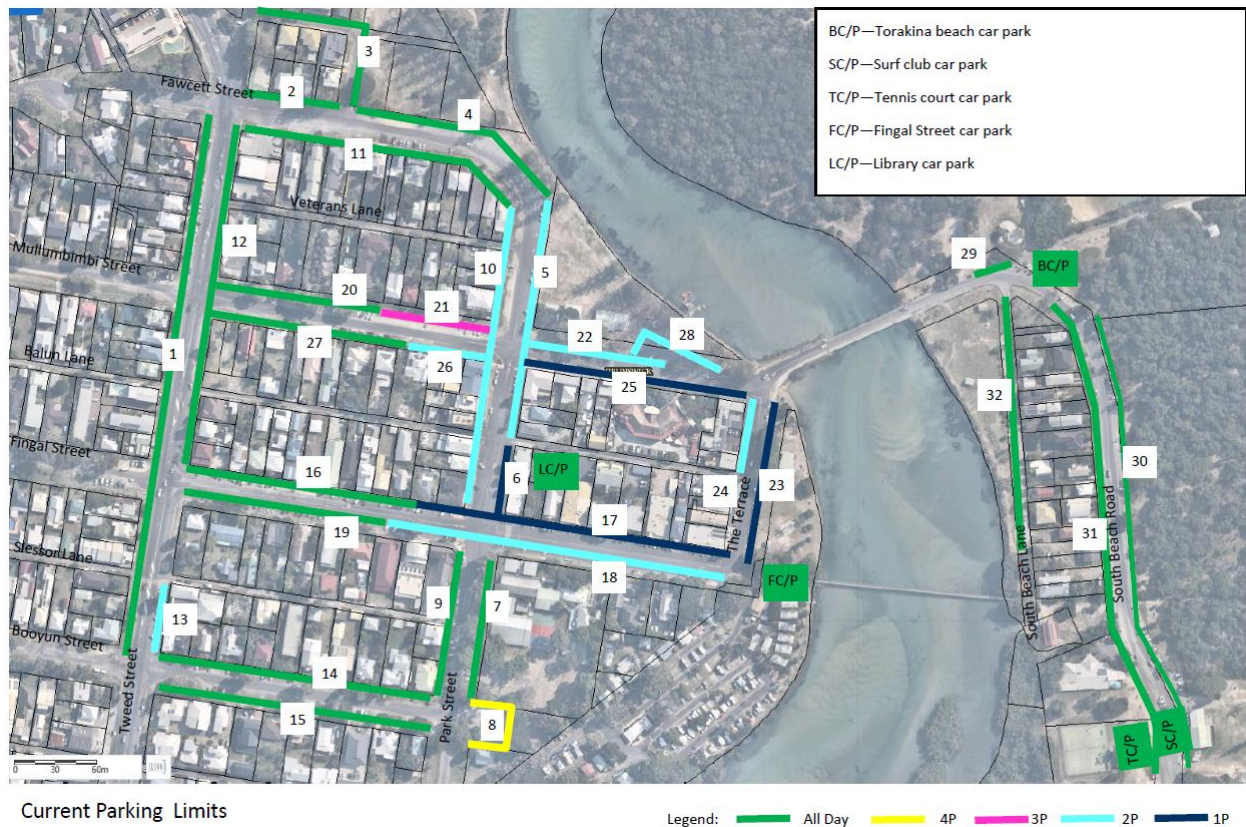 BC/P—Torakina beach car park
SC/P—Surf club car park
TC/P—Tennis court car park
FC/P—Fingal Street car park
LC/P—Library car park
3
Fawcett Street
2
4
11
Veterans Lane
12
Mullumbimbi Street
10
5
29
BC/P
20
21
22
28
27
26
25
1
Balun Lane
32
Fingal Street
16
6
LC/P
24
23
30
17
The Terrace
19
18
31
Slesson Lane
9
7
FC/P
South Beach Lane
South Beach Road
13
Booyun Street
14
15
Tweed Street
Park Street
8
TC/P
SC/P
0 30 60m
Current Parking Limits
Legend: All Day 4P 3P 2P 1P